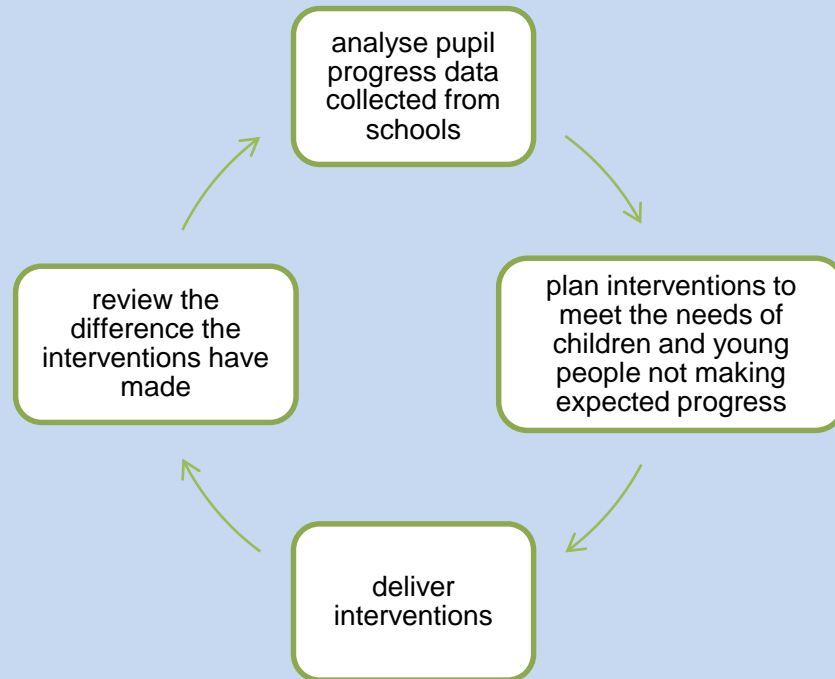 analyse pupil
progress data
collected from
schools
plan interventions to
meet the needs of
children and young
people not making
expected progress
deliver
interventions
review the
difference the
interventions have
made